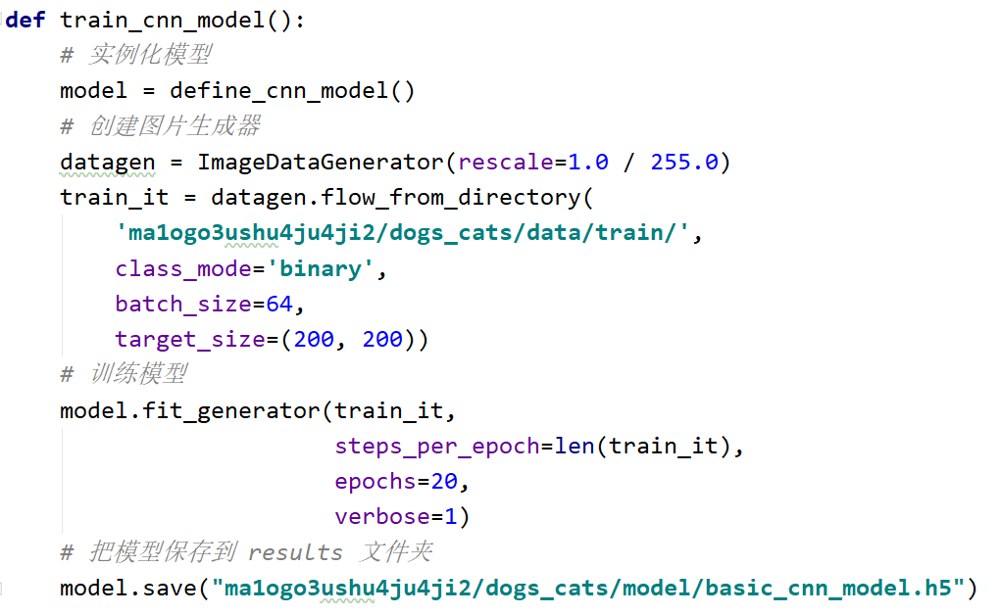 def train_cnn_model():
# 实例化模型
model = define_cnn_model()
# 创建图片生成器
datagen = ImageDataGenerator(rescale=1.0 / 255.0)
train_it = datagen.flow_from_directory(
'ma1ogo3ushu4ju4ji2/dogs_cats/data/train/',
class_mode='binary',
batch_size=64,
target_size=(200, 200))
# 训练模型
model.fit_generator(train_it,
steps_per_epoch=len(train_it),
epochs=20,
verbose=1)
# 把模型保存到 results 文件夹
model.save("ma1ogo3ushu4ju4ji2/dogs_cats/model/basic_cnn_model.h5")